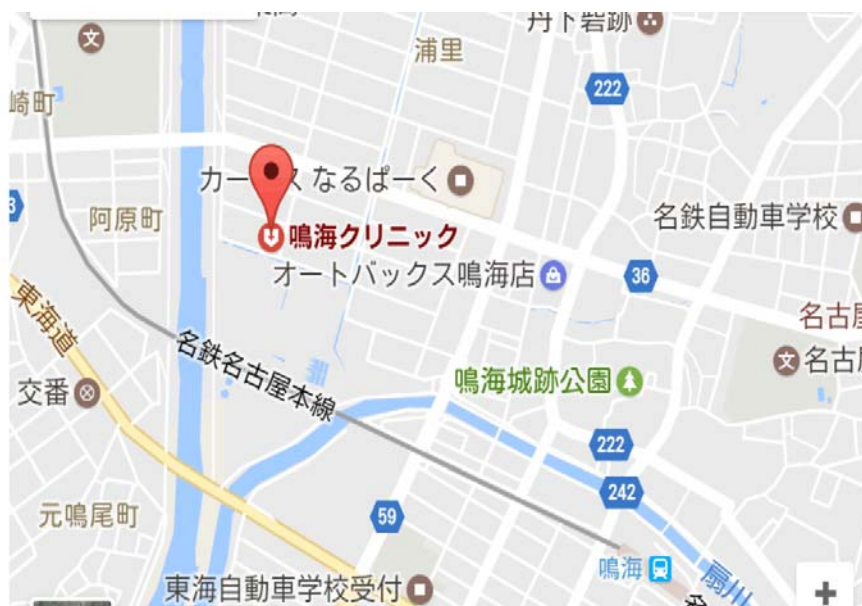 丹下砦跡
浦里
222
崎町
カー
ス なるぱーく
阿原町
名鉄自動車学校
鳴海クリニック
オートバックス鳴海店
36
東海道
名鉄名古屋本線
名古屋
名古屋
交番
鳴海城跡公園
222
242
元鳴尾町
59
鳴海
扇川
東海自動車学校受付
+